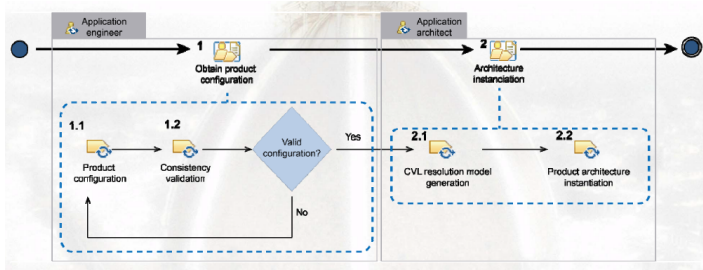 Application
engineer
Application
architect
1
Obtain product
configuration
2
Architecture
instanciation
1.1
Product
configuration
1.2
Consistency
validation
Valid
configuration?
Yes
No
2.1
CVL resolution model
generation
2.2
Product architecture
instantiation